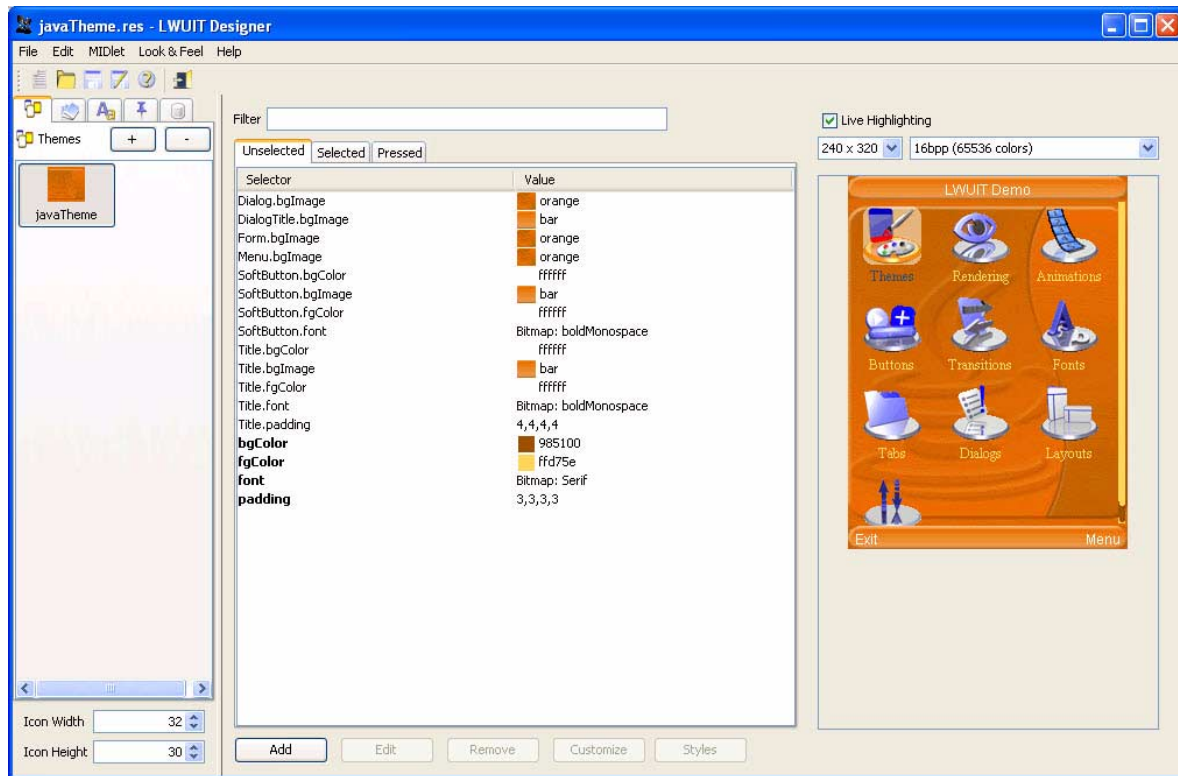 javaTheme.res - LWUIT Designer
File Edit MIDlet Look & Feel Help
Themes + -
javaTheme
Icon Width 32
Icon Height 30
Filter
Unselected Selected Pressed
Selector Value
Dialog.bgImage orange
DialogTitle.bgImage bar
Form.bgImage orange
Menu.bgImage orange
SoftButton.bgColor ffffff
SoftButton.bgImage bar
SoftButton.fgColor ffffff
SoftButton.font Bitmap: boldMonospace
Title.bgColor ffffff
Title.bgImage bar
Title.fgColor ffffff
Title.font Bitmap: boldMonospace
Title.padding 4,4,4,4
bgColor 985100
fgColor ffd75e
font Bitmap: Serif
padding 3,3,3,3
Add Edit Remove Customize Styles
Live Highlighting
240 x 320 16bpp (65536 colors)
LWUIT Demo
Themes Rendering Animations
Buttons Transitions Fonts
Tabs Dialogs Layouts
Exit Menu